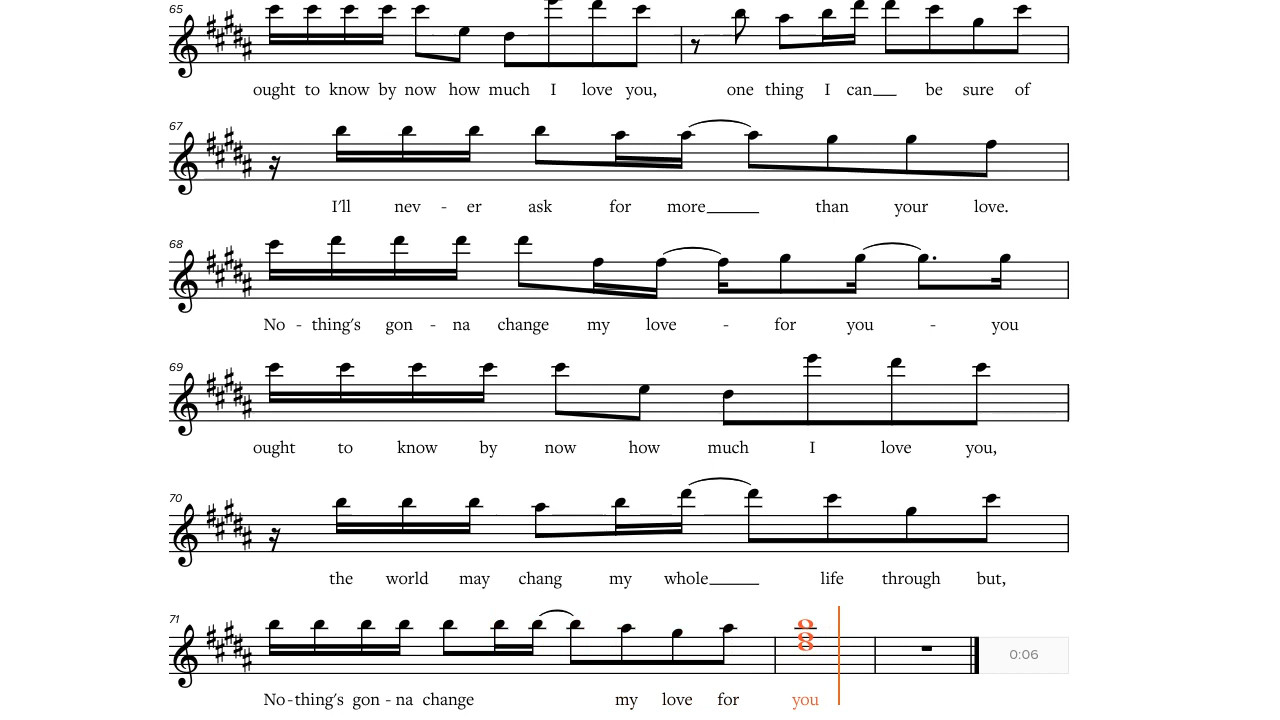 65
ought to know by now how much I love you, one thing I can__ be sure of
67
I'll nev - er ask for more____ than your love.
68
No - thing's gon - na change my love - for you - you
69
ought to know by now how much I love you,
70
the world may chang my whole____ life through but,
71
0:06
No-thing's gon - na change my love for you